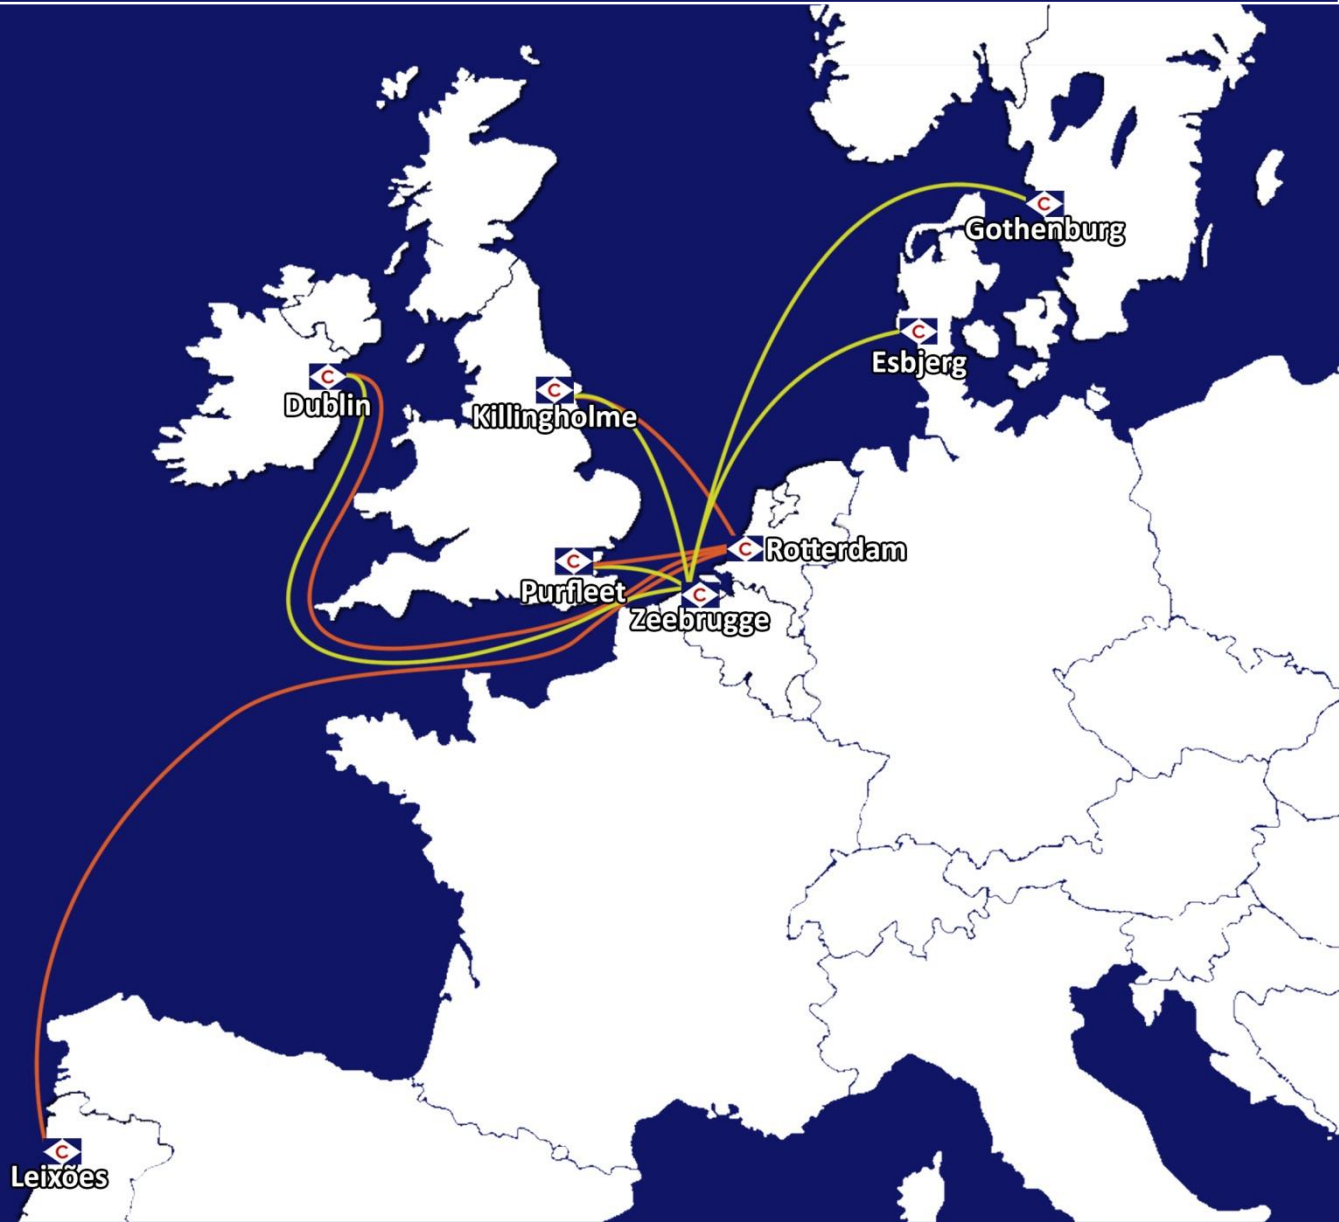 C
Gothenburg
C
Esbjerg
C
Dublin
C
Killingholme
C
Rotterdam
C
Purfleet
C
Zeebrugge
C
Leixões